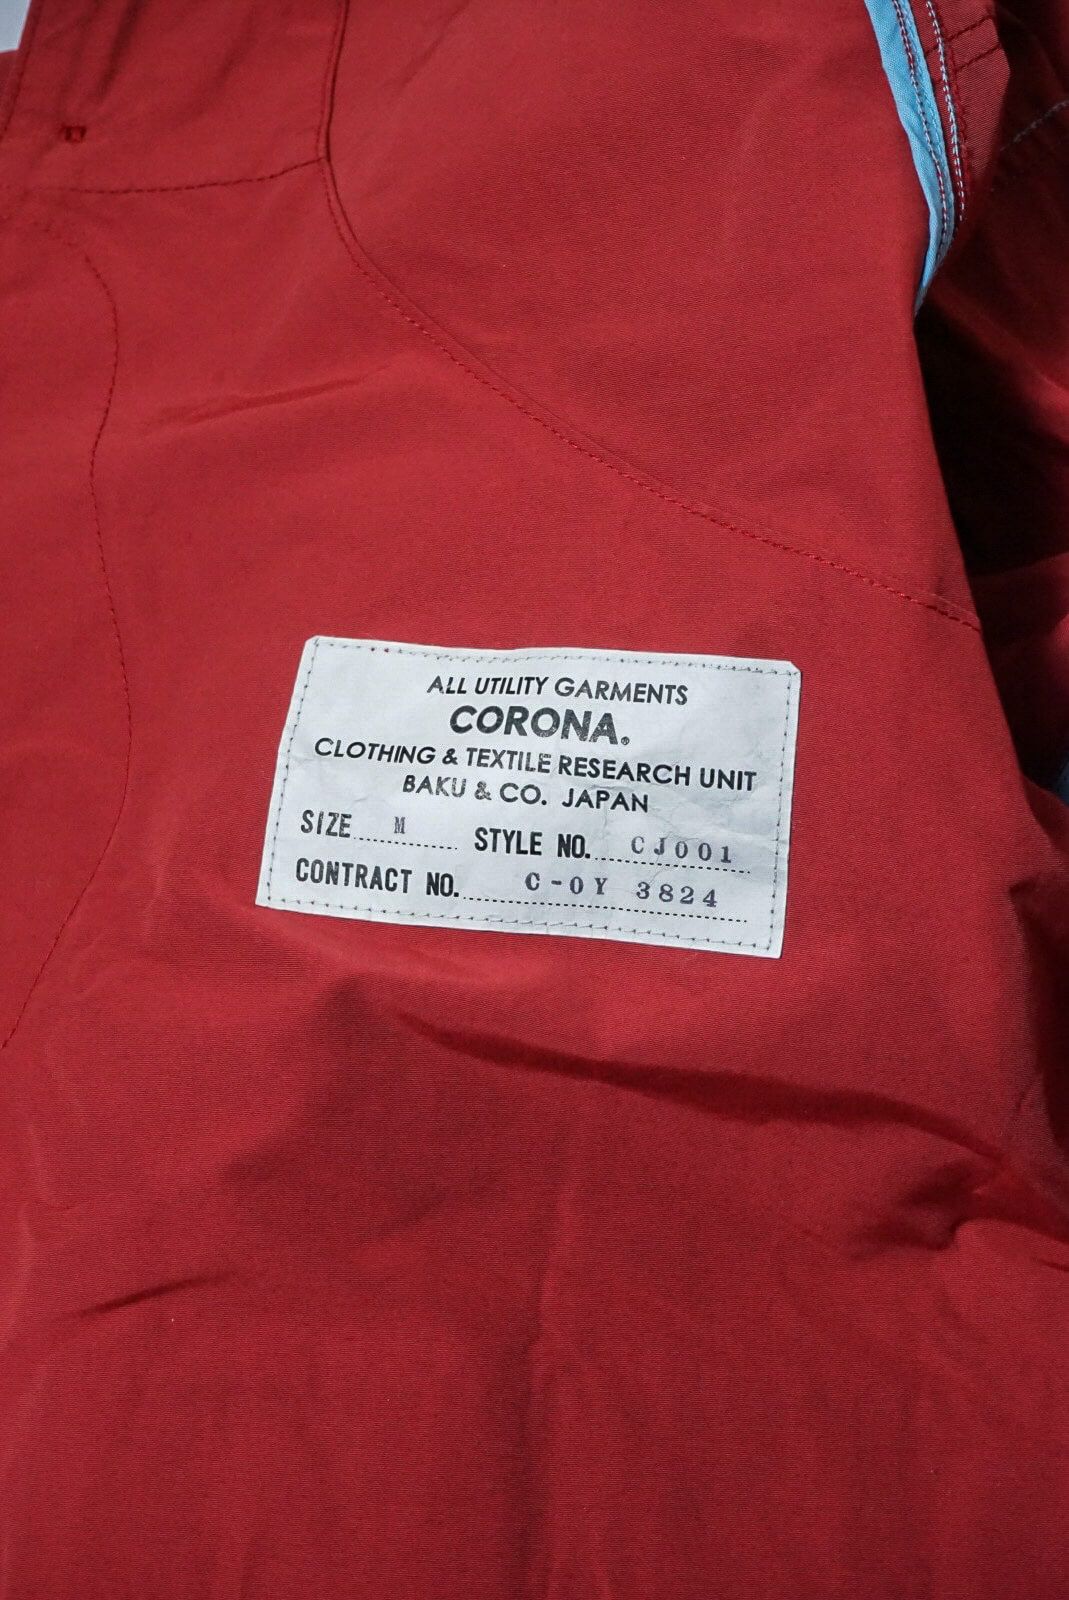 ALL UTILITY GARMENTS
CORONA.
CLOTHING & TEXTILE RESEARCH UNIT
BAKU & CO. JAPAN
SIZE M STYLE NO. CJ001
CONTRACT NO. C-0Y 3824